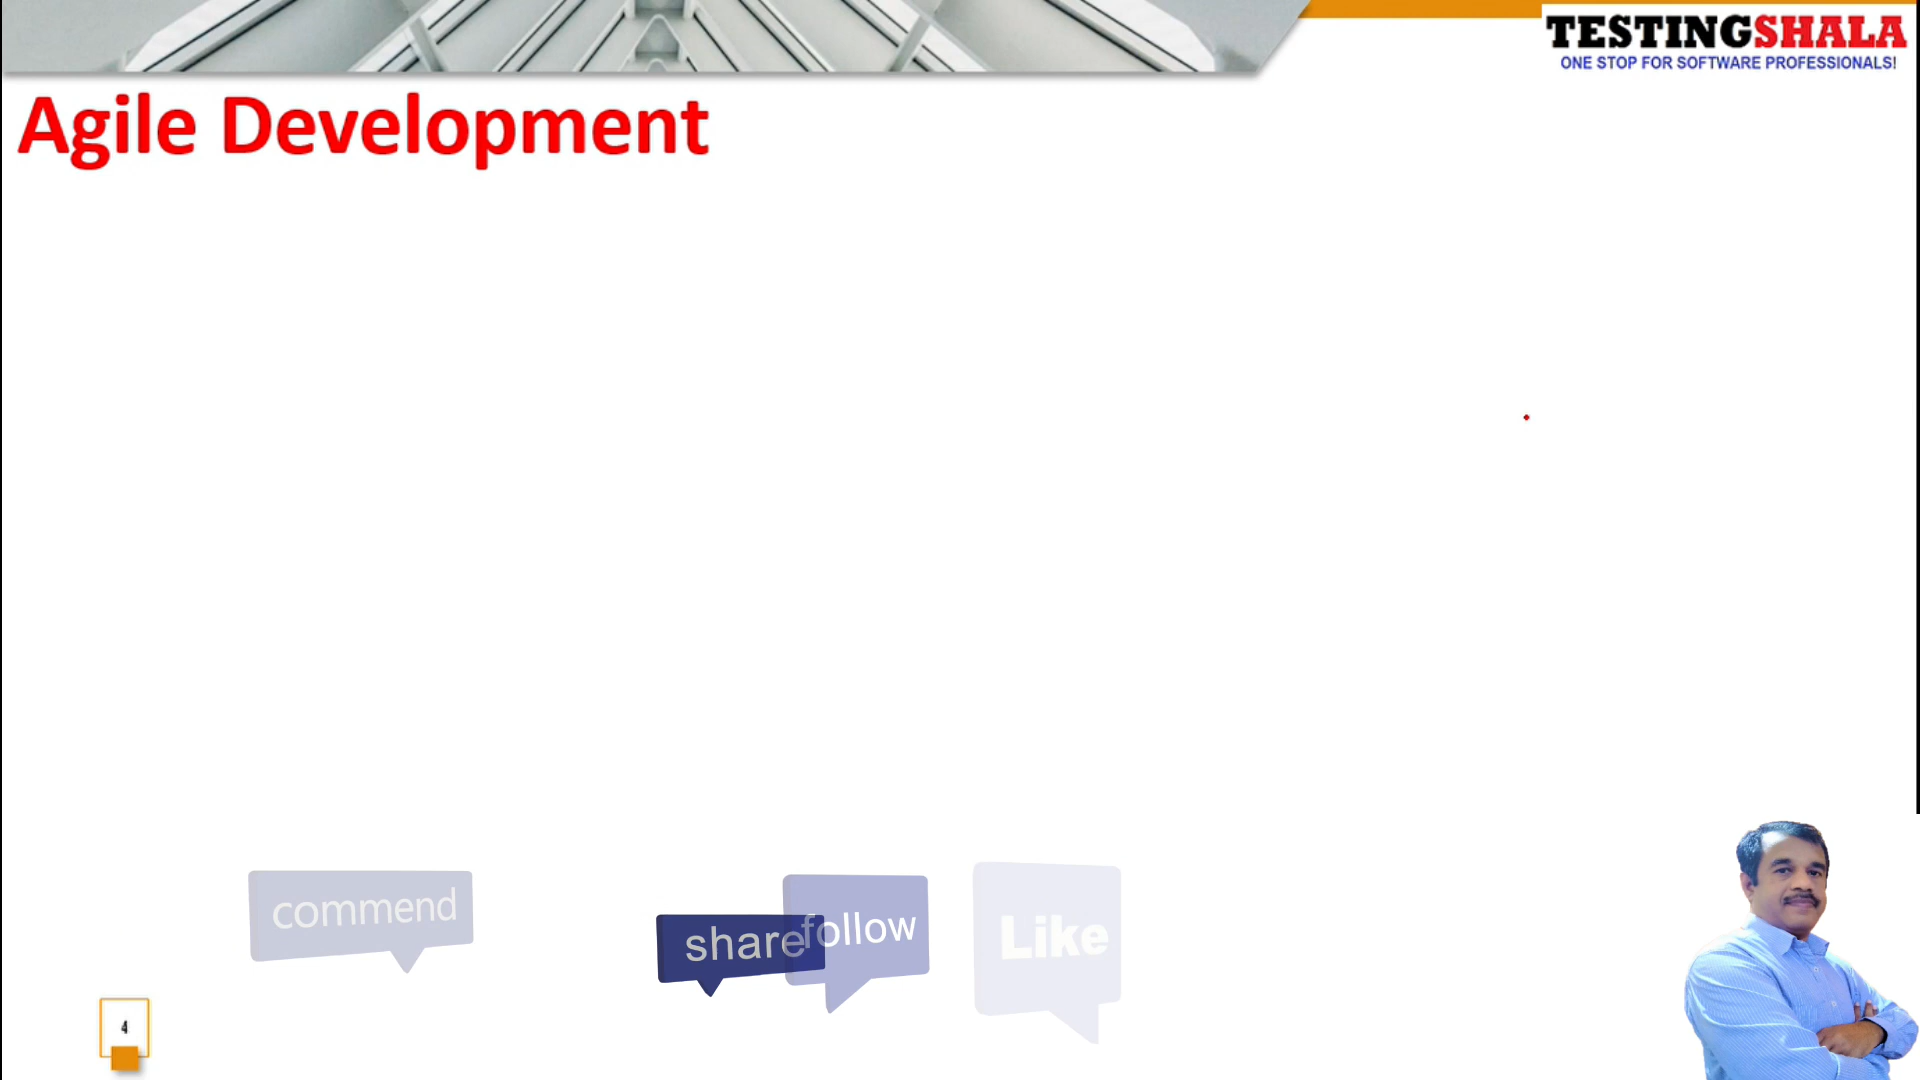 TESTINGSHALA
ONE STOP FOR SOFTWARE PROFESSIONALS!
Agile Development
commend
share
follow
Like
4